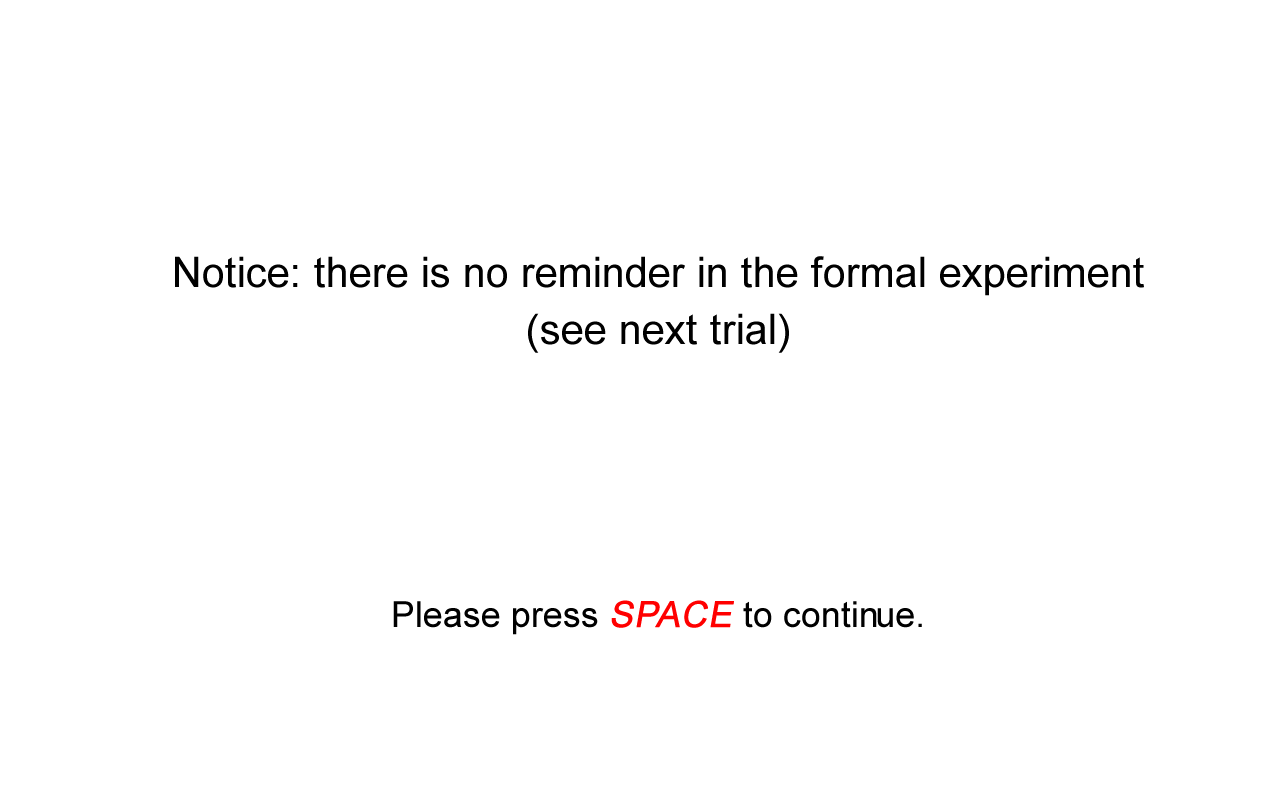 Notice: there is no reminder in the formal experiment
(see next trial)
Please press SPACE to continue.